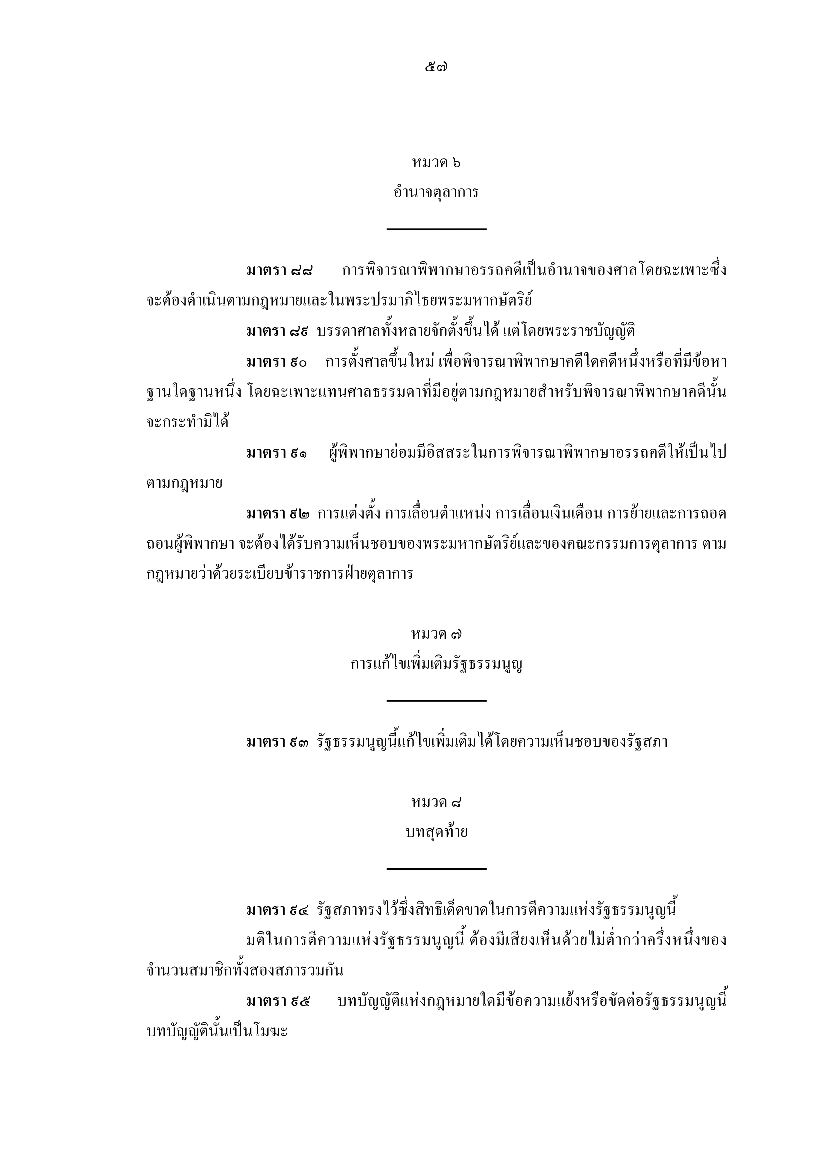 ๕๗
หมวด ๖
อำนาจตุลาการ
มาตรา ๘๘ การพิจารณาพิพากษาอรรถคดีเป็นอำนาจของศาลโดยฉะเพาะซึ่ง
จะต้องดำเนินตามกฎหมายและในพระปรมาภิไธยพระมหากษัตริย์
มาตรา ๘๙ บรรดาศาลทั้งหลายจักตั้งขึ้นได้ แต่โดยพระราชบัญญัติ
มาตรา ๙๐ การตั้งศาลขึ้นใหม่ เพื่อพิจารณาพิพากษาคดีใดคดีหนึ่งหรือที่มีข้อหา
ฐานใดฐานหนึ่ง โดยฉะเพาะแทนศาลธรรมดาที่มีอยู่ตามกฎหมายสำหรับพิจารณาพิพากษาคดีนั้น
จะกระทำมิได้
มาตรา ๙๑ ผู้พิพากษาย่อมมีอิสสระในการพิจารณาพิพากษาอรรถคดีให้เป็นไป
ตามกฎหมาย
มาตรา ๙๒ การแต่งตั้ง การเลื่อนตำแหน่ง การเลื่อนเงินเดือน การย้ายและการถอด
ถอนผู้พิพากษา จะต้องได้รับความเห็นชอบของพระมหากษัตริย์และของคณะกรรมการตุลาการ ตาม
กฎหมายว่าด้วยระเบียบข้าราชการฝ่ายตุลาการ
หมวด ๗
การแก้ไขเพิ่มเติมรัฐธรรมนูญ
มาตรา ๙๓ รัฐธรรมนูญนี้แก้ไขเพิ่มเติมได้โดยความเห็นชอบของรัฐสภา
หมวด ๘
บทสุดท้าย
มาตรา ๙๔ รัฐสภาทรงไว้ซึ่งสิทธิเด็ดขาดในการตีความแห่งรัฐธรรมนูญนี้
มติในการตีความแห่งรัฐธรรมนูญนี้ ต้องมีเสียงเห็นด้วยไม่ต่ำกว่าครึ่งหนึ่งของ
จำนวนสมาชิกทั้งสองสภารวมกัน
มาตรา ๙๕ บทบัญญัติแห่งกฎหมายใดมีข้อความแย้งหรือขัดต่อรัฐธรรมนูญนี้
บทบัญญัตินั้นเป็นโมฆะ